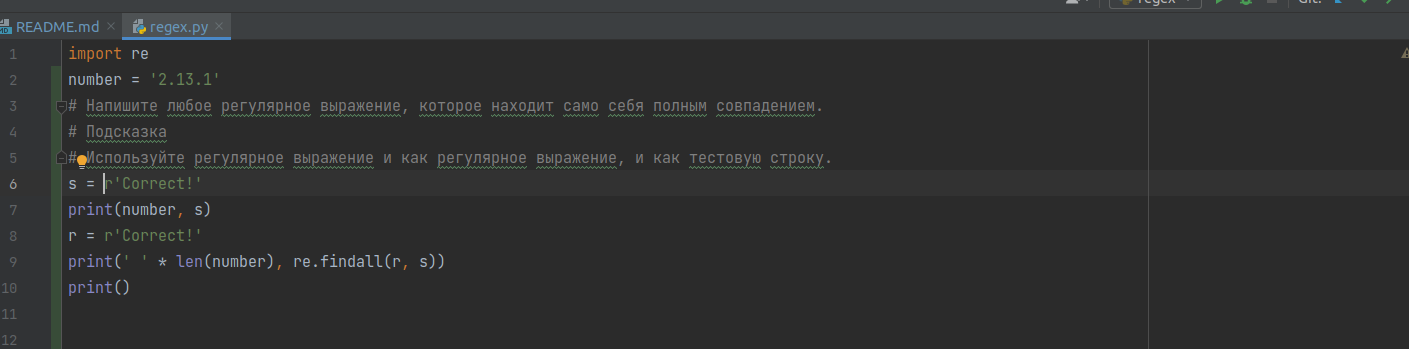 README.md regex.py
1 import re
2 number = '2.13.1'
3 # Напишите любое регулярное выражение, которое находит само себя полным совпадением.
4 # Подсказка
5 # Используйте регулярное выражение и как регулярное выражение, и как тестовую строку.
6 s = r'Correct!'
7 print(number, s)
8 r = r'Correct!'
9 print(' ' * len(number), re.findall(r, s))
10 print()
11
12